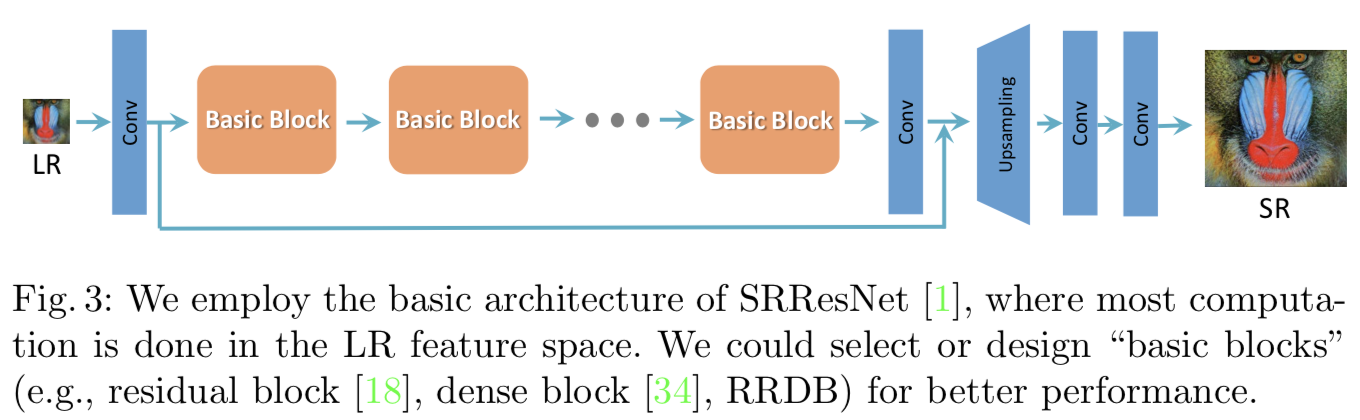 LR
Conv
Basic Block
Basic Block
Basic Block
Conv
Upsampling
Conv
Conv
SR
Fig. 3: We employ the basic architecture of SRResNet [1], where most computa-
tion is done in the LR feature space. We could select or design “basic blocks”
(e.g., residual block [18], dense block [34], RRDB) for better performance.